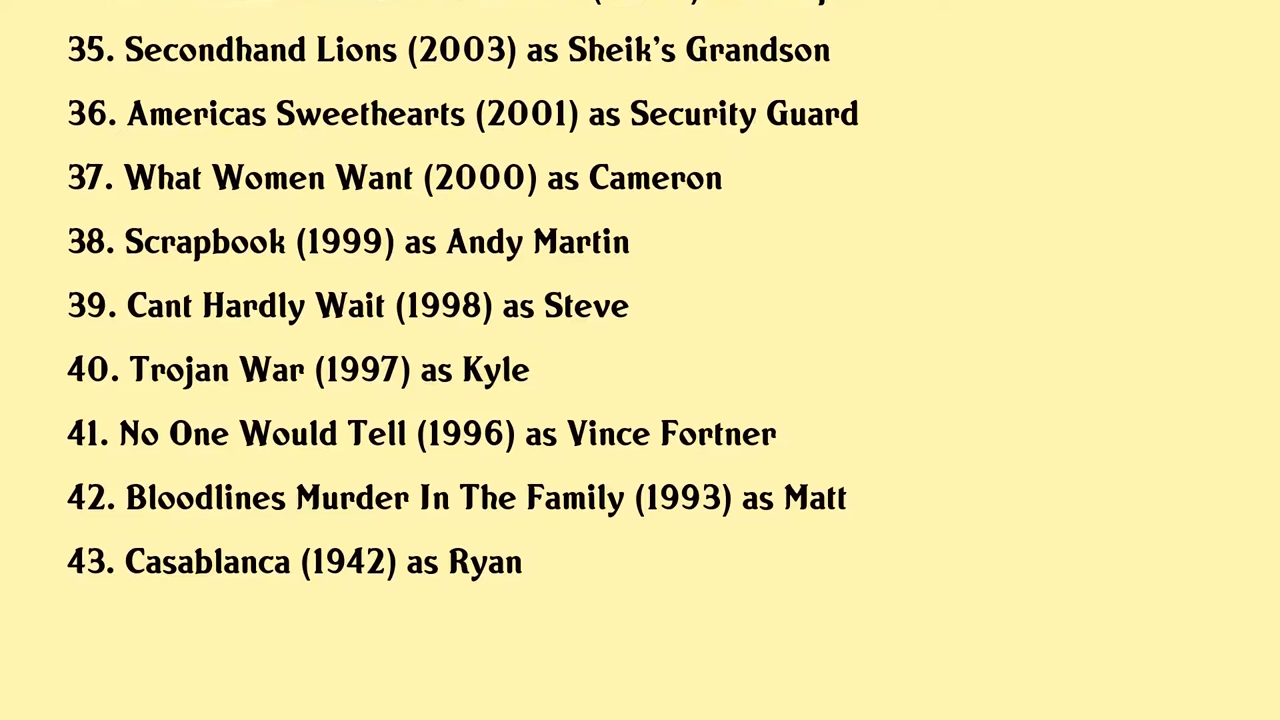 35. Secondhand Lions (2003) as Sheik's Grandson
36. Americas Sweethearts (2001) as Security Guard
37. What Women Want (2000) as Cameron
38. Scrapbook (1999) as Andy Martin
39. Cant Hardly Wait (1998) as Steve
40. Trojan War (1997) as Kyle
41. No One Would Tell (1996) as Vince Fortner
42. Bloodlines Murder In The Family (1993) as Matt
43. Casablanca (1942) as Ryan